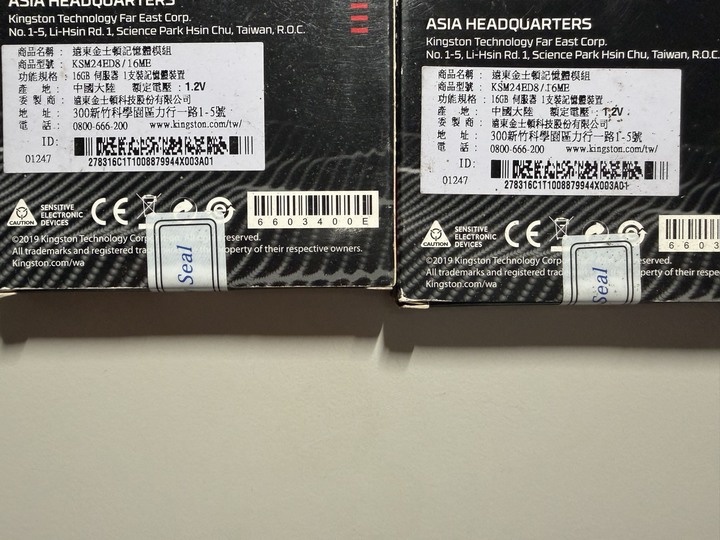 ASIA HEADQUARTERS
Kingston Technology Far East Corp.
No. 1-5, Li-Hsin Rd. 1, Science Park Hsin Chu, Taiwan, R.O.C.
商品名稱： 遠東金士頓記憶體模組
商品型號： KSM24ED8/16ME
功能規格： 16GB 伺服器 1支裝記憶體裝置
產 地： 中國大陸 額定電壓：1.2V
委製商： 遠東金士頓科技股份有限公司
地 址： 300新竹科學園區力行一路1-5號
電 話： 0800-666-200 www.kingston.com/tw/
ID:
01247
278316C1T1008879944X003A01
CAUTION
SENSITIVE
ELECTRONIC
DEVICES
CE
6603400E
©2019 Kingston Technology reserved.
All trademarks and registered property of their respective owners.
Kingston.com/wa
Seal
ASIA HEADQUARTERS
Kingston Technology Far East Corp.
No. 1-5, Li-Hsin Rd. 1, Science Park Hsin Chu, Taiwan, R.O.C.
商品名稱： 遠東金士頓記憶體模組
商品型號： KSM24ED8/16ME
功能規格： 16GB 伺服器 1支裝記憶體裝置
產 地： 中國大陸 額定電壓：1.2V
委製商： 遠東金士頓科技股份有限公司
地 址： 300新竹科學園區力行一路1-5號
電 話： 0800-666-200 www.kingston.com/tw/
ID:
01247
278316C1T1008879944X003A01
CAUTION
SENSITIVE
ELECTRONIC
DEVICES
CE
6603
©2019 Kingston Technology reserved.
All trademarks and registered of their
Kingston.com/wa
Seal